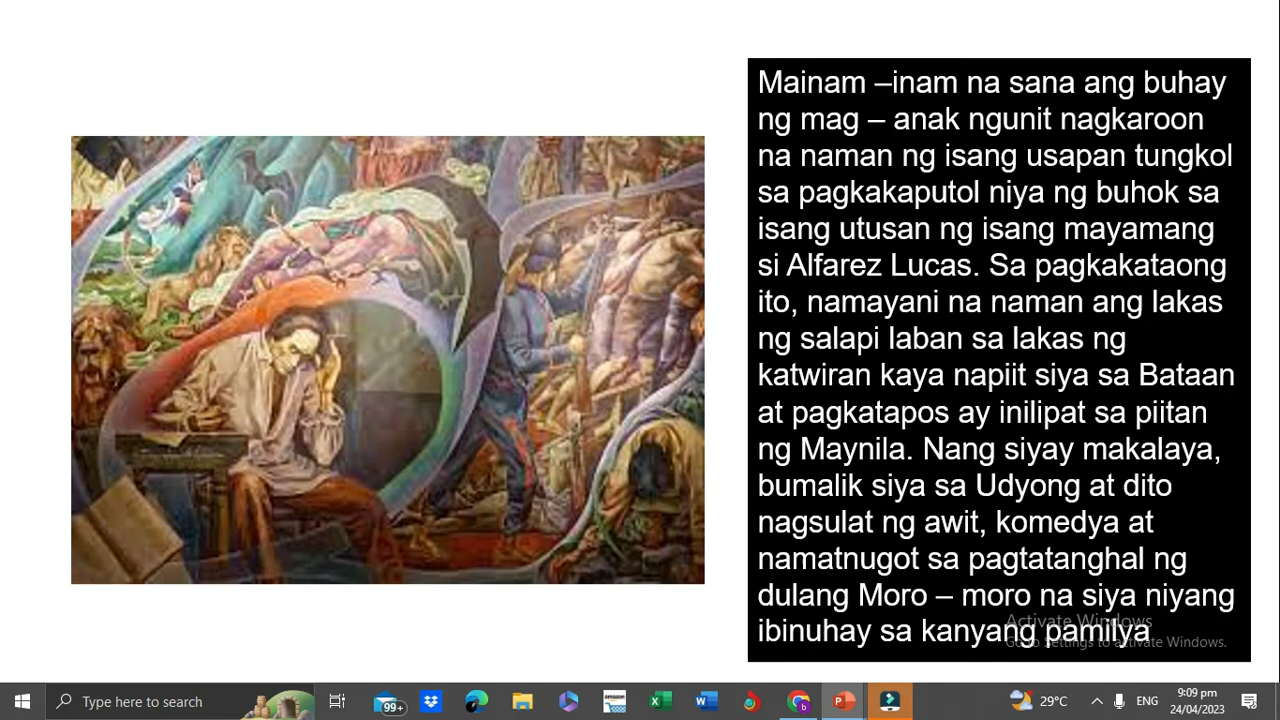 Mainam –inam na sana ang buhay
ng mag – anak ngunit nagkaroon
na naman ng isang usapan tungkol
sa pagkakaputol niya ng buhok sa
isang utusan ng isang mayamang
si Alfarez Lucas. Sa pagkakataong
ito, namayani na naman ang lakas
ng salapi laban sa lakas ng
katwiran kaya napiit siya sa Bataan
at pagkatapos ay inilipat sa piitan
ng Maynila. Nang siyay makalaya,
bumalik siya sa Udyong at dito
nagsulat ng awit, komedya at
namatnugot sa pagtatanghal ng
dulang Moro – moro na siya niyang
ibinuhay sa kanyang pamilya
Activate Windows
Go to Settings to activate Windows.
Type here to search
99+
amazon
29°C
ENG
9:09 pm
24/04/2023